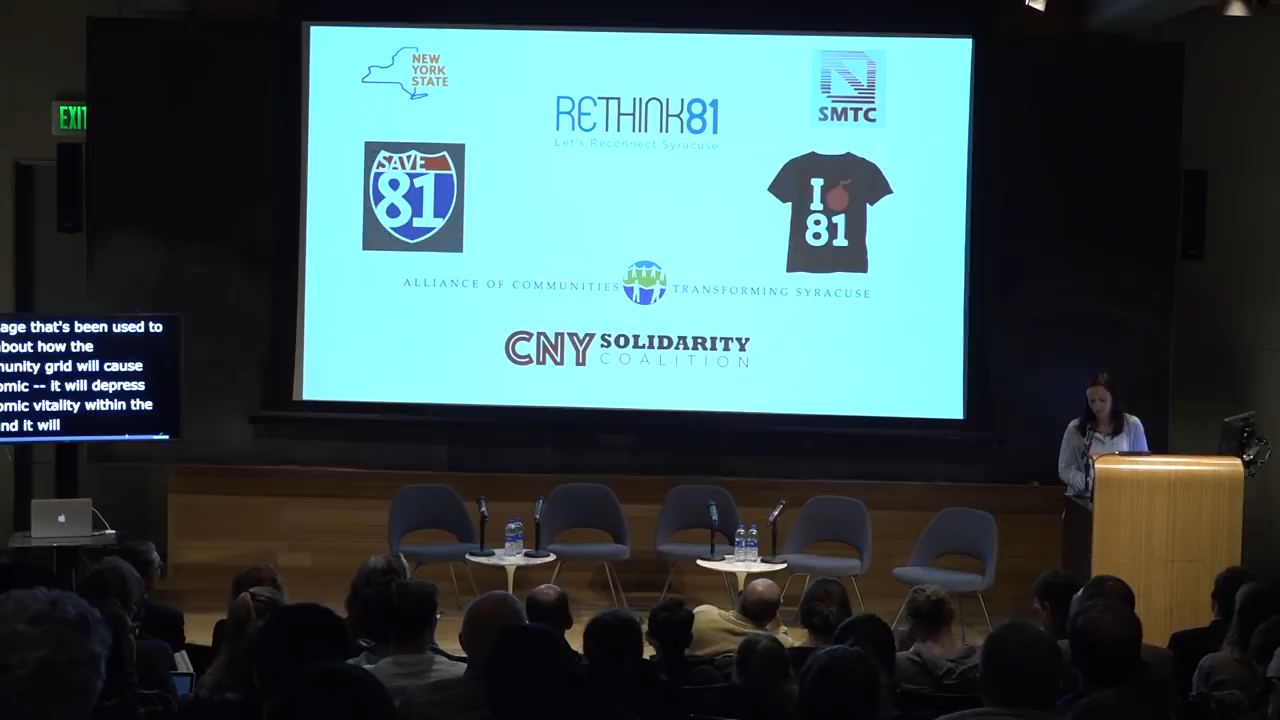 NEW
YORK
STATE
SMTC
RETHINK81
Let's Reconnect Syracuse
EXIT
SAVE
81
I
81
ALLIANCE OF COMMUNITIES TRANSFORMING SYRACUSE
CNY SOLIDARITY
COALITION
age that's been used to
about how the
munity grid will cause
omic -- it will depress
omic vitality within the
nd it will